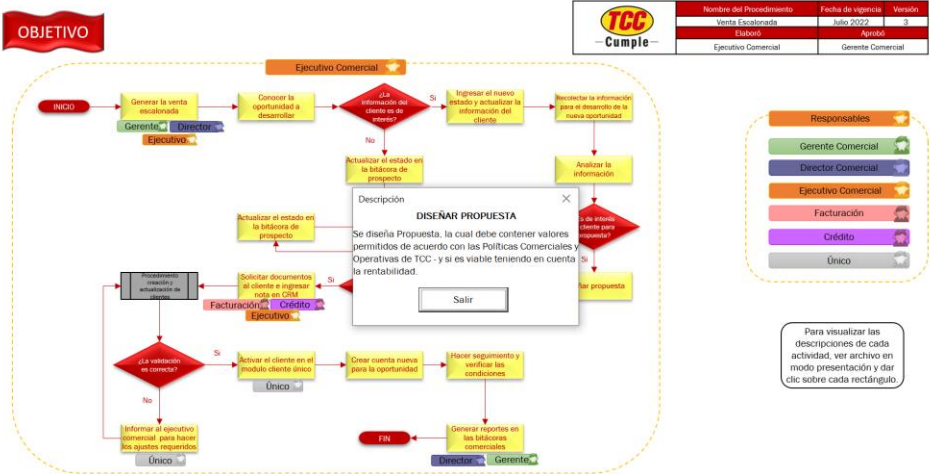 OBJETIVO
TCC
Cumple
Nombre del Procedimiento
Fecha de vigencia
Versión
Venta Escalonada
Julio 2022
3
Elaboró
Aprobó
Ejecutivo Comercial
Gerente Comercial
Ejecutivo Comercial
INICIO
Generar la venta
escalonada
Gerente
Director
Ejecutivo
Conocer la
oportunidad a
desarrollar
¿La
información del
cliente es de
interés?
Si
No
Ingresar el nuevo
estado y actualizar la
información del
cliente
Recolectar la información
para el desarrollo de la
nueva oportunidad
Actualizar el estado en
la bitácora de
prospecto
Analizar la
información
Actualizar el estado en
la bitácora de
prospecto
Es de interés
cliente para
propuesta?
Si
ñar propuesta
Descripción
DISEÑAR PROPUESTA
Se diseña Propuesta, la cual debe contener valores
permitidos de acuerdo con las Políticas Comerciales y
Operativas de TCC - y si es viable teniendo en cuenta
la rentabilidad.
Salir
Si
Solicitar documentos
al cliente e ingresar
nota en CRM
Facturación
Crédito
Ejecutivo
Procedimiento
creación y
actualización de
clientes
¿La validación
es correcta?
Si
No
Activar el cliente en el
modulo cliente único
Único
Crear cuenta nueva
para la oportunidad
Hacer seguimiento y
verificar las
condiciones
Informar al ejecutivo
comercial para hacer
los ajustes requeridos
Único
FIN
Generar reportes en
las bitácoras
comerciales
Director
Gerente
Responsables
Gerente Comercial
Director Comercial
Ejecutivo Comercial
Facturación
Crédito
Único
Para visualizar las
descripciones de cada
actividad, ver archivo en
modo presentación y dar
clic sobre cada rectángulo.